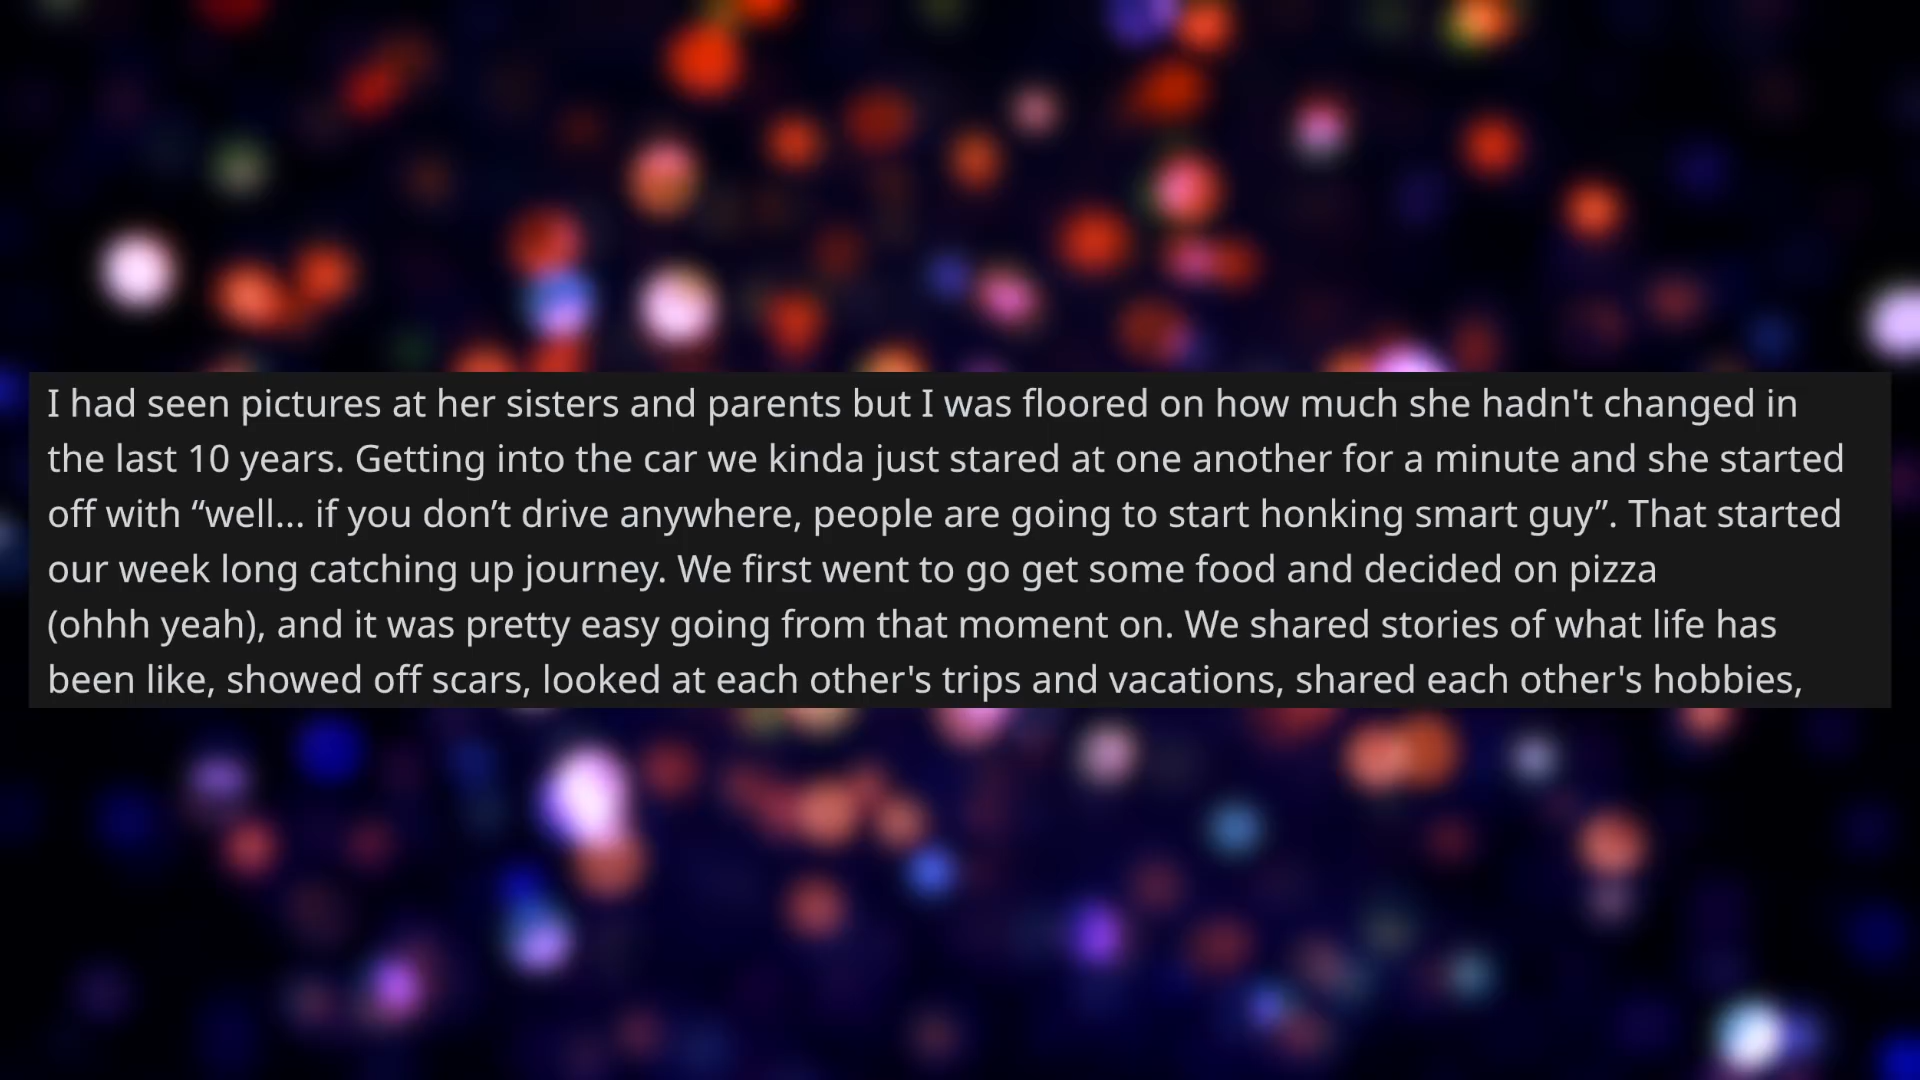 I had seen pictures at her sisters and parents but I was floored on how much she hadn't changed in
the last 10 years. Getting into the car we kinda just stared at one another for a minute and she started
off with “well... if you don’t drive anywhere, people are going to start honking smart guy”. That started
our week long catching up journey. We first went to go get some food and decided on pizza
(ohhh yeah), and it was pretty easy going from that moment on. We shared stories of what life has
been like, showed off scars, looked at each other's trips and vacations, shared each other's hobbies,